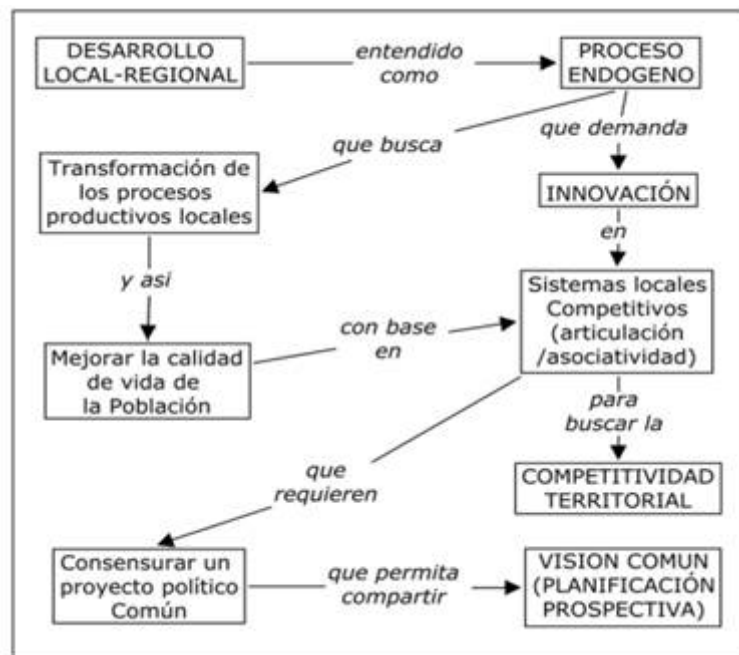 DESARROLLO
LOCAL-REGIONAL
entendido
como
PROCESO
ENDOGENO
que busca
que demanda
Transformación de
los procesos
productivos locales
INNOVACIÓN
y asi
en
Mejorar la calidad
de vida de
la Población
con base
en
Sistemas locales
Competitivos
(articulación
/asociatividad)
para
buscar la
que
requieren
COMPETITIVIDAD
TERRITORIAL
Consensurar un
proyecto político
Común
que permita
compartir
VISION COMUN
(PLANIFICACIÓN
PROSPECTIVA)